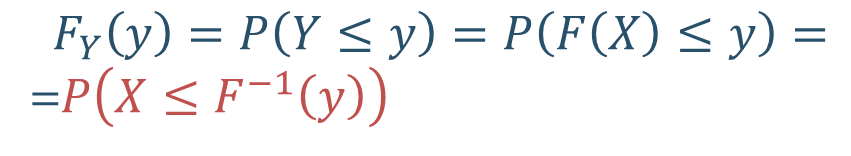 F_Y(y) = P(Y ≤ y) = P(F(X) ≤ y) =
=P(X ≤ F⁻¹(y))